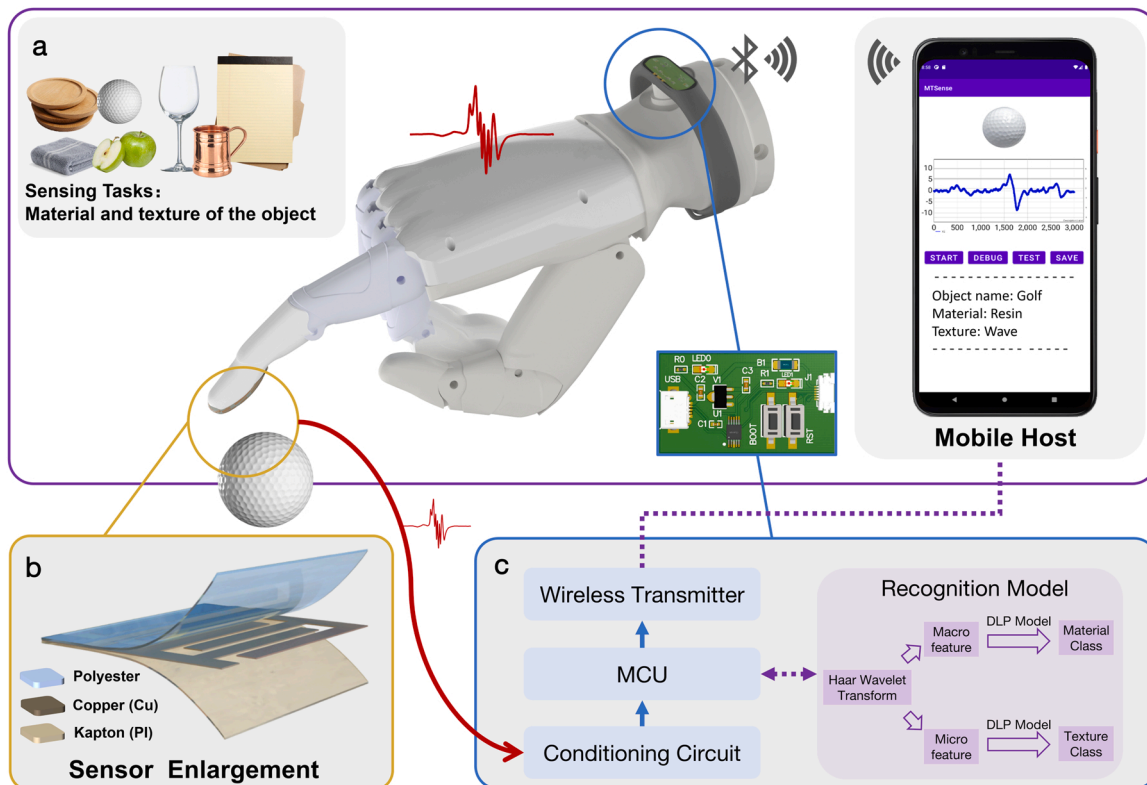 a
Sensing Tasks:
Material and texture of the object
MTSense
10
5
0
-5
-10
0 500 1,000 1,500 2,000 2,500 3,000
START DEBUG TEST SAVE
Object name: Golf
Material: Resin
Texture: Wave
Mobile Host
R0
LED0
B1
USB
C2
V1
C3
R1
LED1
J1
C1
U1
BOOT
RST
b
Polyester
Copper (Cu)
Kapton (PI)
Sensor Enlargement
c
Wireless Transmitter
MCU
Conditioning Circuit
Recognition Model
Haar Wavelet
Transform
Macro
feature
DLP Model
Material
Class
Micro
feature
DLP Model
Texture
Class